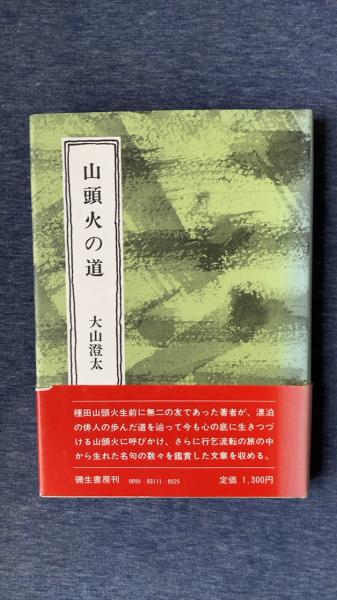 山頭火の道
大山澄太
種田山頭火生前に無二の友であった著者が、漂泊
の俳人の歩んだ道を辿って今も心の底に生きつづ
ける山頭火に呼びかけ、さらに行乞流転の旅の中
から生れた名句の数々を鑑賞した文章を収める。
彌生書房刊 0095-83111-8525 定価 1,300円